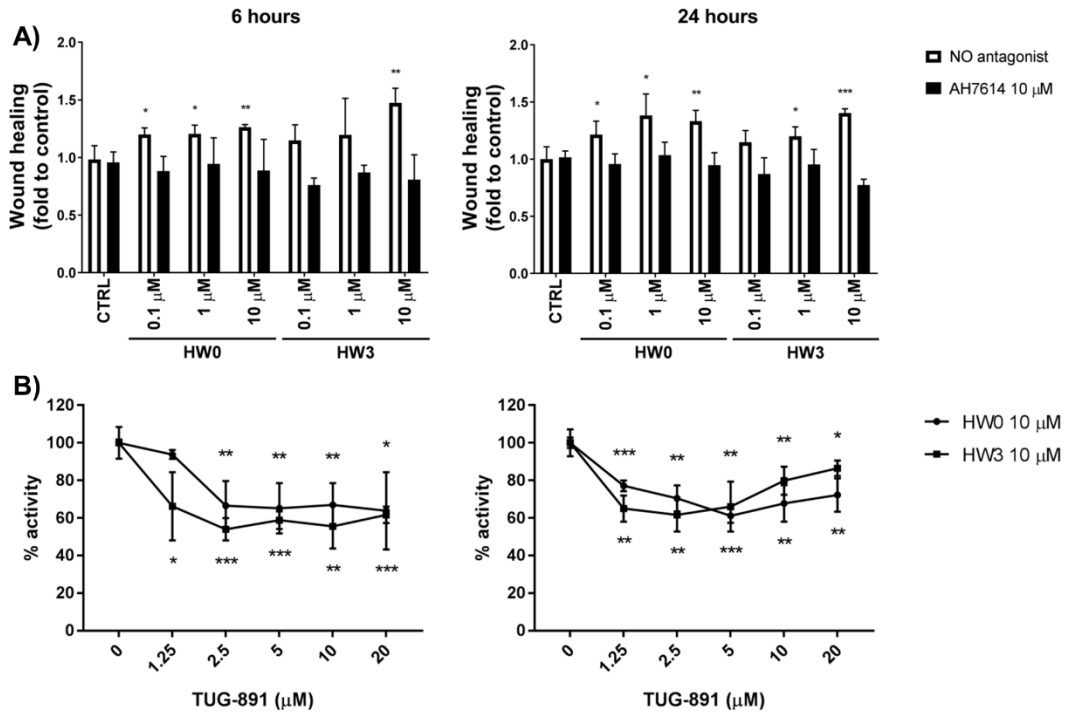 A)
6 hours
24 hours
Wound healing
(fold to control)
2.0
1.5
1.0
0.5
0.0
* * ** **
CTRL
0.1 μM
1 μM
10 μM
0.1 μM
1 μM
10 μM
HW0
HW3
Wound healing
(fold to control)
2.0
1.5
1.0
0.5
0.0
* * ** * ***
CTRL
0.1 μM
1 μM
10 μM
0.1 μM
1 μM
10 μM
HW0
HW3
NO antagonist
AH7614 10 μM
B)
% activity
120
100
80
60
40
20
0
** ** ** *
* *** *** ** ***
0
1.25
2.5
5
10
20
TUG-891 (μM)
% activity
120
100
80
60
40
20
0
*** ** ** ** *
** ** *** ** **
0
1.25
2.5
5
10
20
TUG-891 (μM)
HW0 10 μM
HW3 10 μM